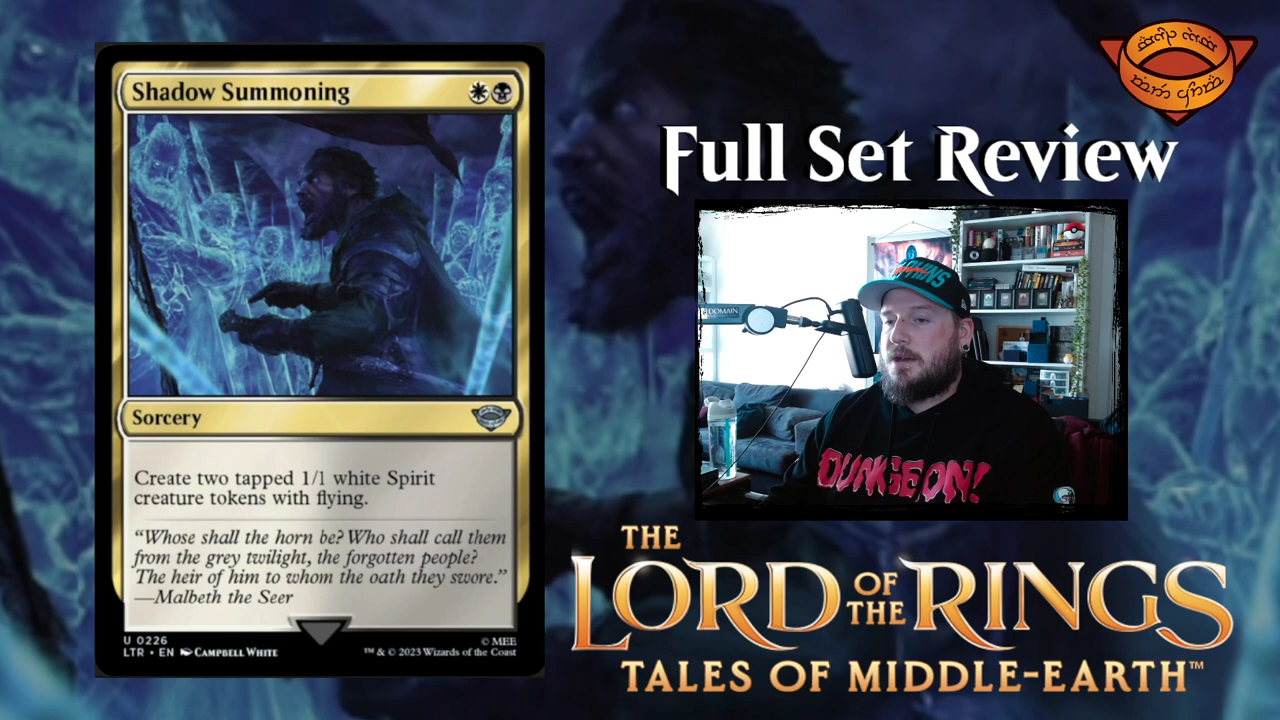 Shadow Summoning
Sorcery
Create two tapped 1/1 white Spirit
creature tokens with flying.
“Whose shall the horn be? Who shall call them
from the grey twilight, the forgotten people?
The heir of him to whom the oath they swore.”
—Malbeth the Seer
U 0226
LTR • EN CAMPBELL WHITE
© MEE
™ & © 2023 Wizards of the Coast
Full Set Review
DOMAIN
DUNGEON!
THE
LORD OF THE RINGS
TALES OF MIDDLE-EARTH™